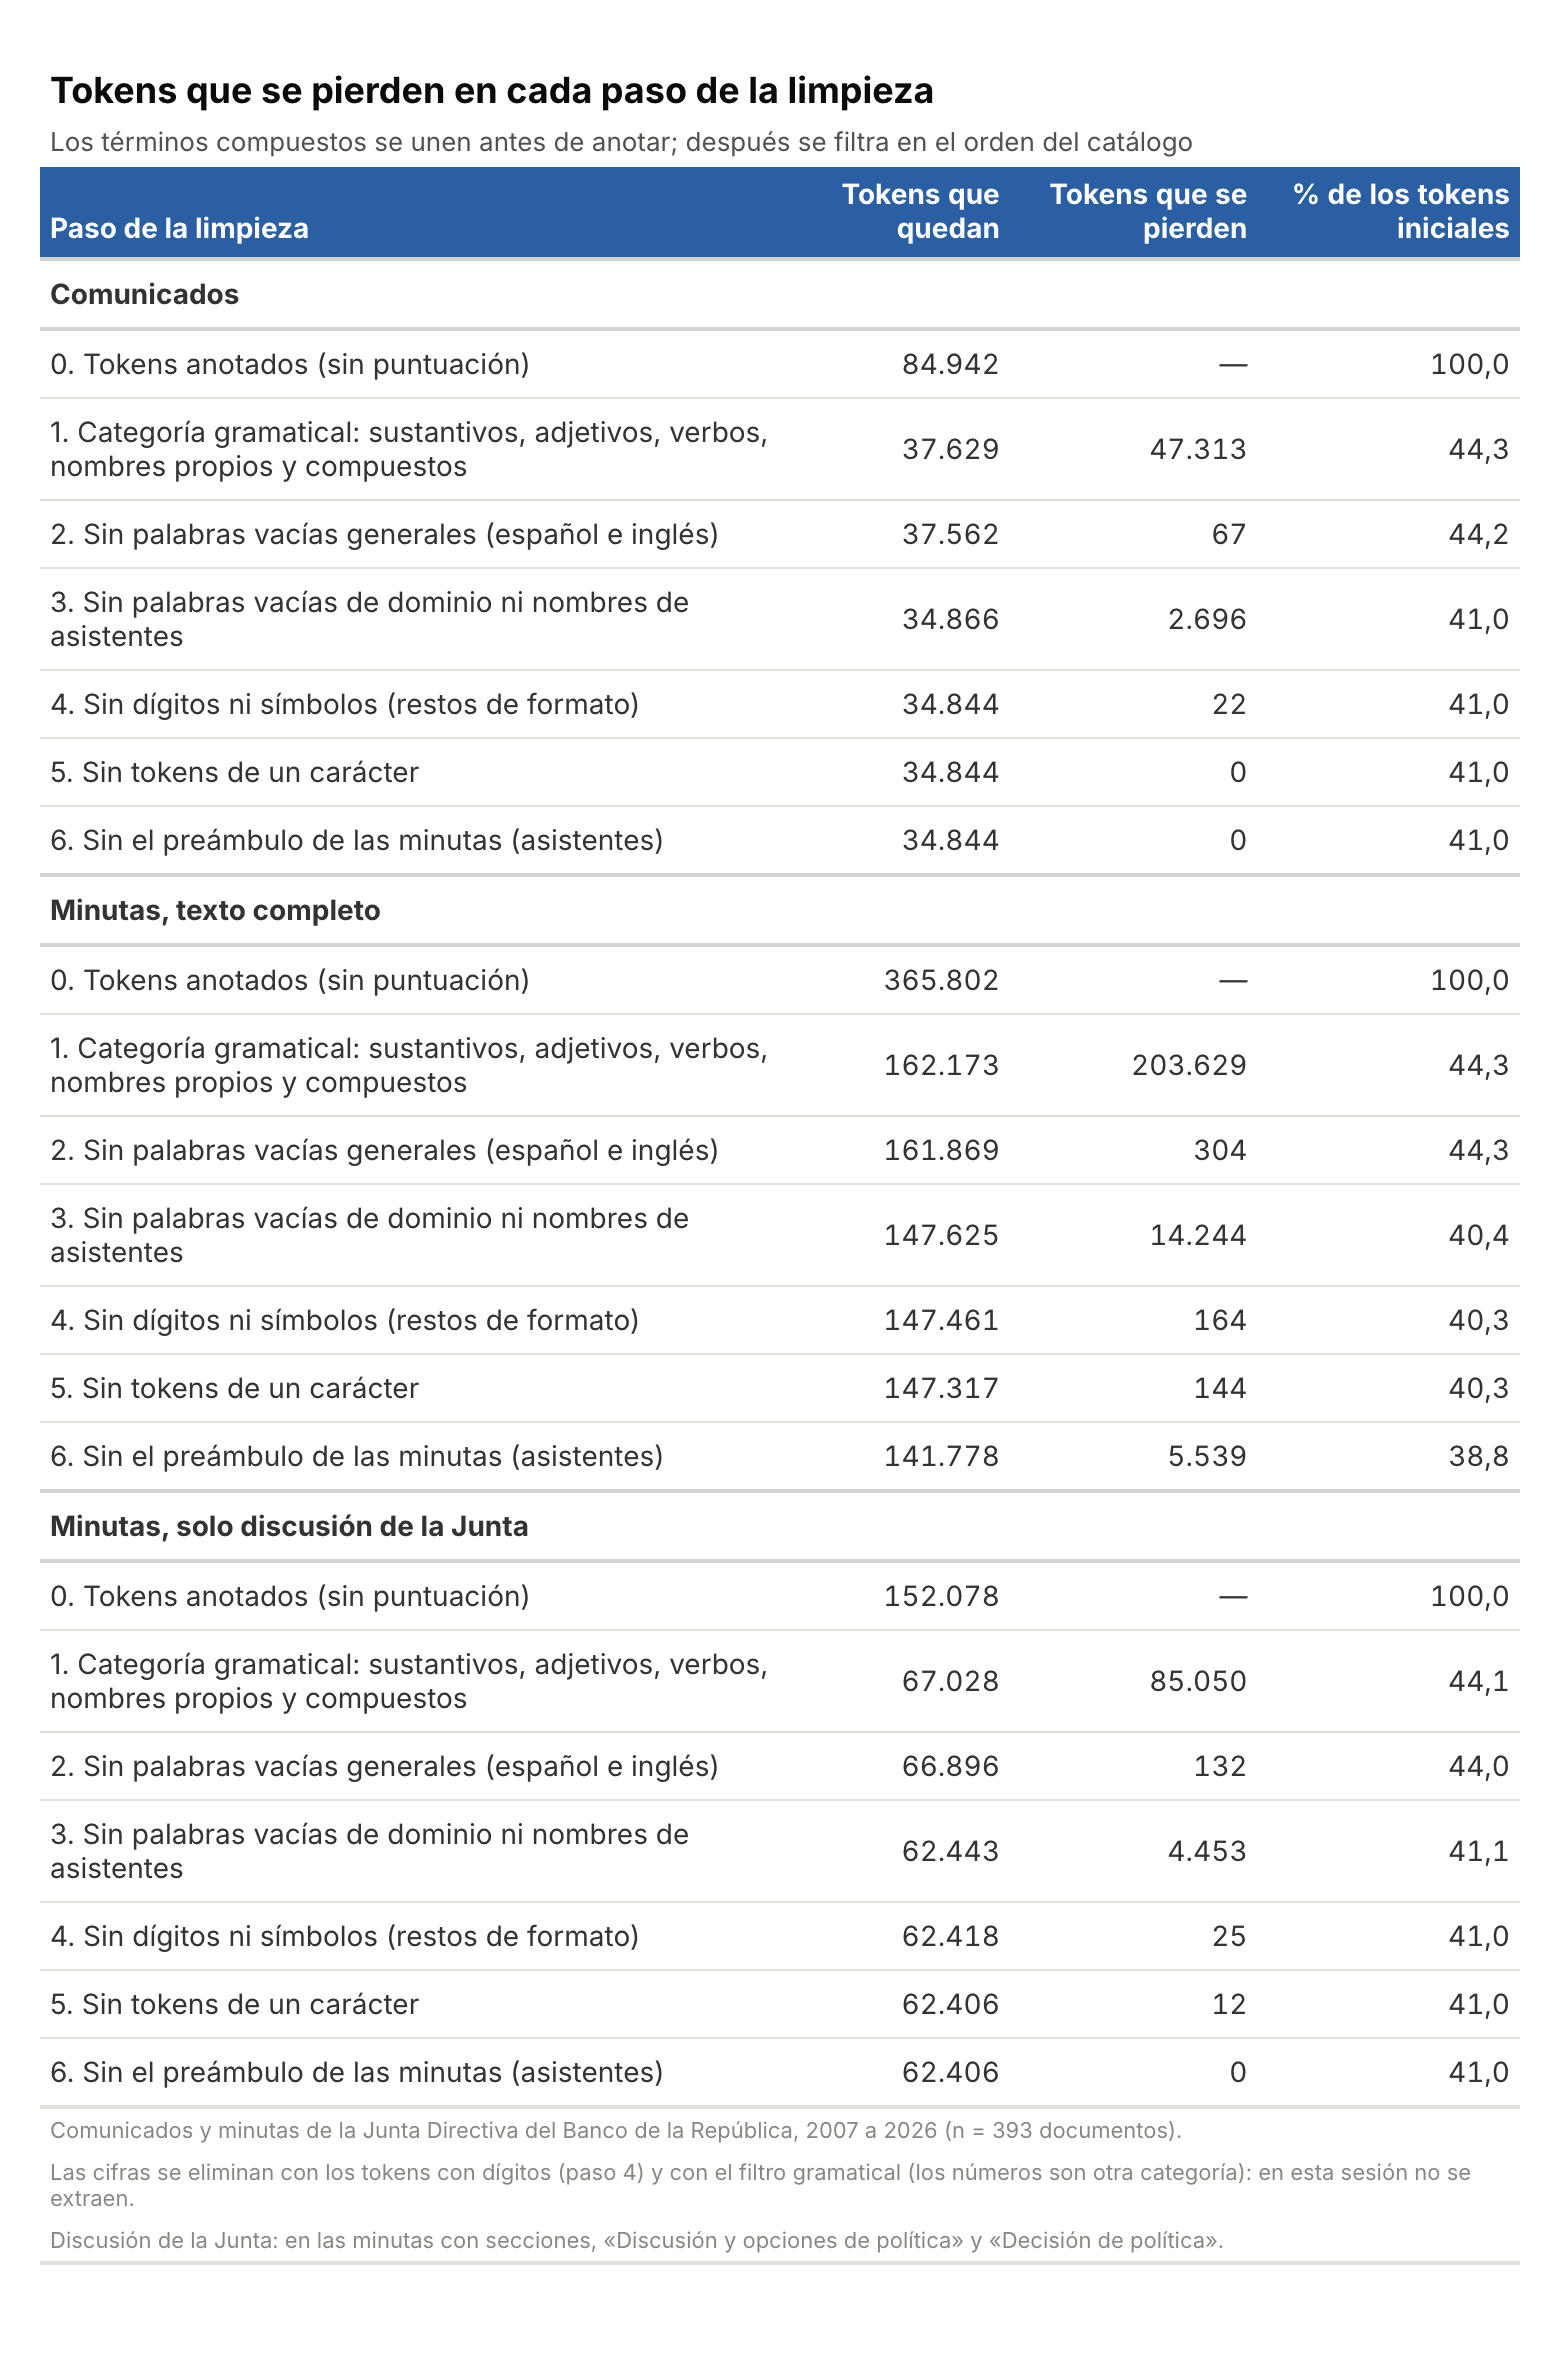 Tokens que se pierden en cada paso de la limpieza
Los términos compuestos se unen antes de anotar; después se filtra en el orden del catálogo
Paso de la limpieza | Tokens que quedan | Tokens que se pierden | % de los tokens iniciales
Comunicados
0. Tokens anotados (sin puntuación) 84.942 — 100,0
1. Categoría gramatical: sustantivos, adjetivos, verbos,
nombres propios y compuestos 37.629 47.313 44,3
2. Sin palabras vacías generales (español e inglés) 37.562 67 44,2
3. Sin palabras vacías de dominio ni nombres de
asistentes 34.866 2.696 41,0
4. Sin dígitos ni símbolos (restos de formato) 34.844 22 41,0
5. Sin tokens de un carácter 34.844 0 41,0
6. Sin el preámbulo de las minutas (asistentes) 34.844 0 41,0
Minutas, texto completo
0. Tokens anotados (sin puntuación) 365.802 — 100,0
1. Categoría gramatical: sustantivos, adjetivos, verbos,
nombres propios y compuestos 162.173 203.629 44,3
2. Sin palabras vacías generales (español e inglés) 161.869 304 44,3
3. Sin palabras vacías de dominio ni nombres de
asistentes 147.625 14.244 40,4
4. Sin dígitos ni símbolos (restos de formato) 147.461 164 40,3
5. Sin tokens de un carácter 147.317 144 40,3
6. Sin el preámbulo de las minutas (asistentes) 141.778 5.539 38,8
Minutas, solo discusión de la Junta
0. Tokens anotados (sin puntuación) 152.078 — 100,0
1. Categoría gramatical: sustantivos, adjetivos, verbos,
nombres propios y compuestos 67.028 85.050 44,1
2. Sin palabras vacías generales (español e inglés) 66.896 132 44,0
3. Sin palabras vacías de dominio ni nombres de
asistentes 62.443 4.453 41,1
4. Sin dígitos ni símbolos (restos de formato) 62.418 25 41,0
5. Sin tokens de un carácter 62.406 12 41,0
6. Sin el preámbulo de las minutas (asistentes) 62.406 0 41,0
Comunicados y minutas de la Junta Directiva del Banco de la República, 2007 a 2026 (n = 393 documentos).
Las cifras se eliminan con los tokens con dígitos (paso 4) y con el filtro gramatical (los números son otra categoría): en esta sesión no se
extraen.
Discusión de la Junta: en las minutas con secciones, «Discusión y opciones de política» y «Decisión de política».